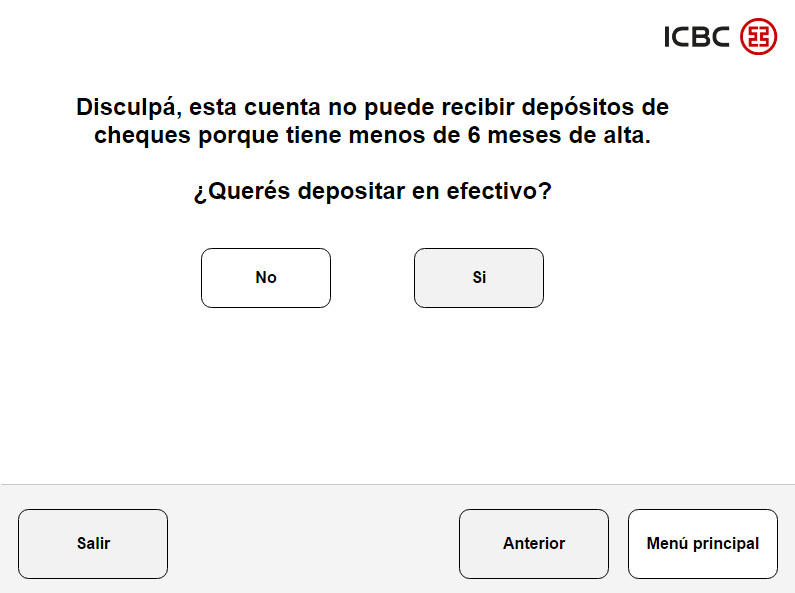 ICBC
Disculpá, esta cuenta no puede recibir depósitos de
cheques porque tiene menos de 6 meses de alta.
¿Querés depositar en efectivo?
No
Si
Salir
Anterior
Menú principal